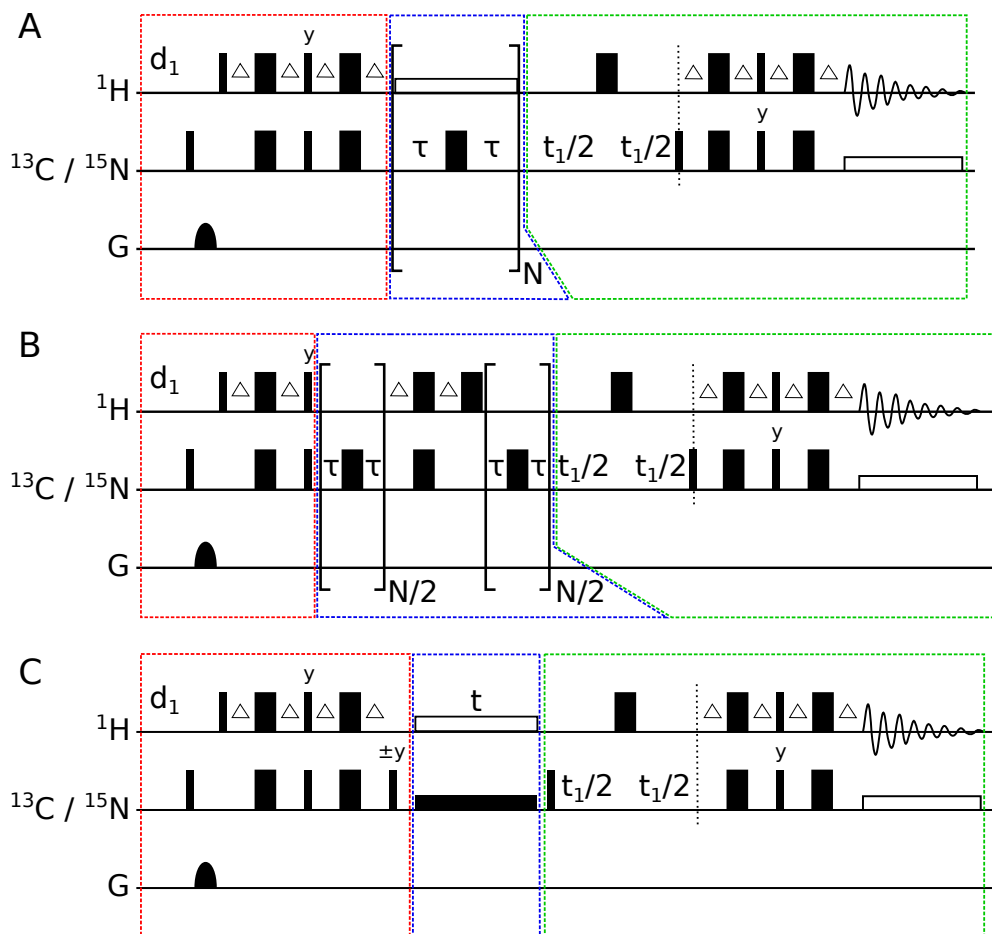 A
d₁ y
¹H △ △ △ △
¹³C / ¹⁵N τ τ t₁/2 t₁/2 y
G
N
B
d₁ y
¹H △ △ △ △ △ △ △ △
¹³C / ¹⁵N τ τ τ τ t₁/2 t₁/2 y
G
N/2 N/2
C
d₁ y t
¹H △ △ △ △ △ △ △ △
±y y
¹³C / ¹⁵N t₁/2 t₁/2
G